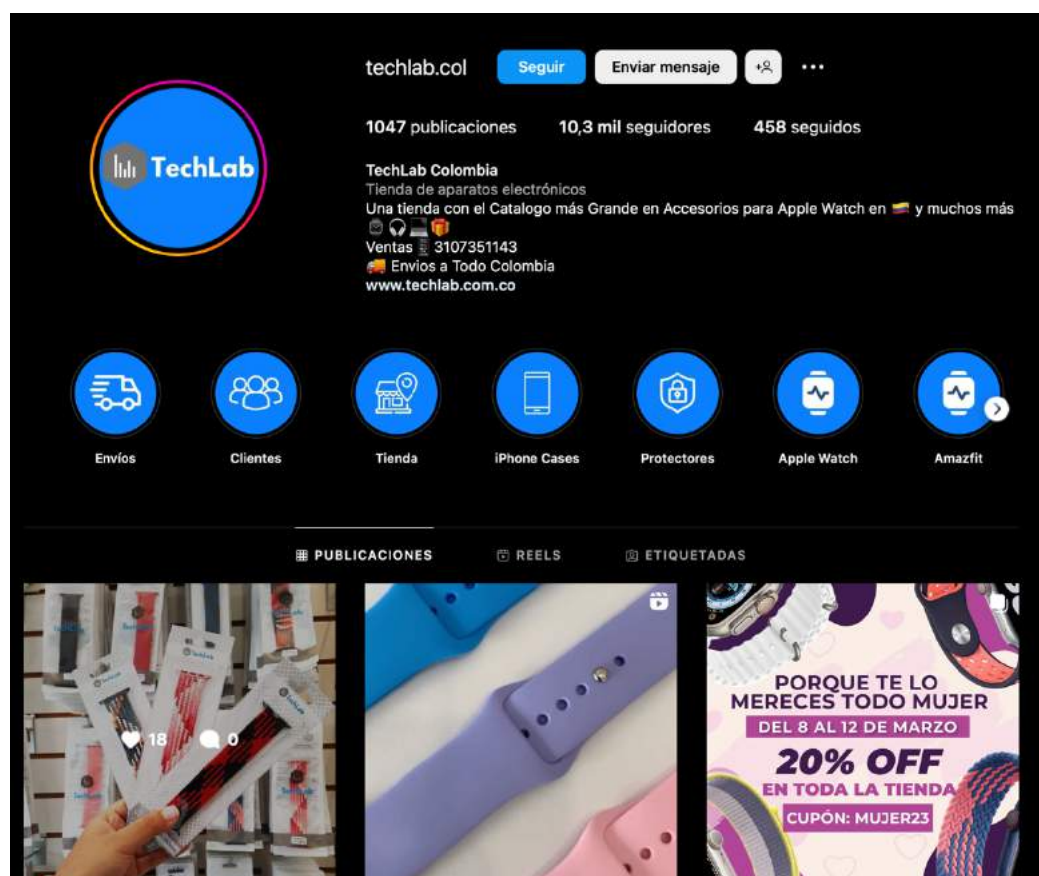 techlab.col Seguir Enviar mensaje
1047 publicaciones 10,3 mil seguidores 458 seguidos
TechLab
TechLab Colombia
Tienda de aparatos electrónicos
Una tienda con el Catalogo más Grande en Accesorios para Apple Watch en 🇨🇴 y muchos más
Ventas 3107351143
🚚 Envios a Todo Colombia
www.techlab.com.co
Envíos Clientes Tienda iPhone Cases Protectores Apple Watch Amazfit
PUBLICACIONES REELS ETIQUETADAS
18 0
PORQUE TE LO
MERECES TODO MUJER
DEL 8 AL 12 DE MARZO
20% OFF
EN TODA LA TIENDA
CUPÓN: MUJER23